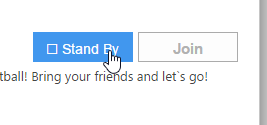 ☐ Stand By
Join
tball! Bring your friends and let`s go!